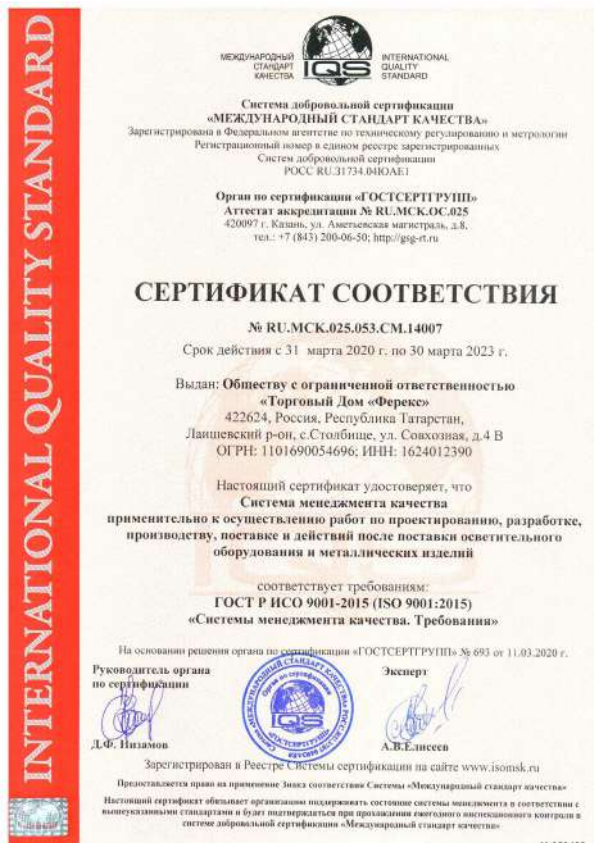 INTERNATIONAL QUALITY STANDARD
МЕЖДУНАРОДНЫЙ
СТАНДАРТ
КАЧЕСТВА
IQS
INTERNATIONAL
QUALITY
STANDARD
Система добровольной сертификации
«МЕЖДУНАРОДНЫЙ СТАНДАРТ КАЧЕСТВА»
Зарегистрирована в Федеральном агентстве по техническому регулированию и метрологии
Регистрационный номер в едином реестре зарегистрированных
Систем добровольной сертификации
РОСС RU.31734.04ЮАЕ1
Орган по сертификации «ГОСТСЕРТГРУПП»
Аттестат аккредитации № RU.МСК.ОС.025
420097 г. Казань, ул. Аметьевская магистраль, д.8,
тел.: +7 (843) 200-06-50; http://gsg-rt.ru
СЕРТИФИКАТ СООТВЕТСТВИЯ
№ RU.МСК.025.053.СМ.14007
Срок действия с 31 марта 2020 г. по 30 марта 2023 г.
Выдан: Обществу с ограниченной ответственностью
«Торговый Дом «Ферекс»
422624, Россия, Республика Татарстан,
Лаишевский р-он, с.Столбище, ул. Совхозная, д.4 В
ОГРН: 1101690054696; ИНН: 1624012390
Настоящий сертификат удостоверяет, что
Система менеджмента качества
применительно к осуществлению работ по проектированию, разработке,
производству, поставке и действий после поставки осветительного
оборудования и металлических изделий
соответствует требованиям:
ГОСТ Р ИСО 9001-2015 (ISO 9001:2015)
«Системы менеджмента качества. Требования»
На основании решения органа по сертификации «ГОСТСЕРТГРУПП» № 693 от 11.03.2020 г.
Руководитель органа
по сертификации
Эксперт
IQS
Д.Ф. Низамов
А.В.Елисеев
Зарегистрирован в Реестре Системы сертификации на сайте www.isomsk.ru
Предоставляется право на применение Знака соответствия Системы «Международный стандарт качества»
Настоящий сертификат обязывает организацию поддерживать состояние системы менеджмента в соответствии с
вышеуказанными стандартами и будет подтверждаться при прохождении ежегодного инспекционного контроля в
системе добровольной сертификации «Международный стандарт качества»